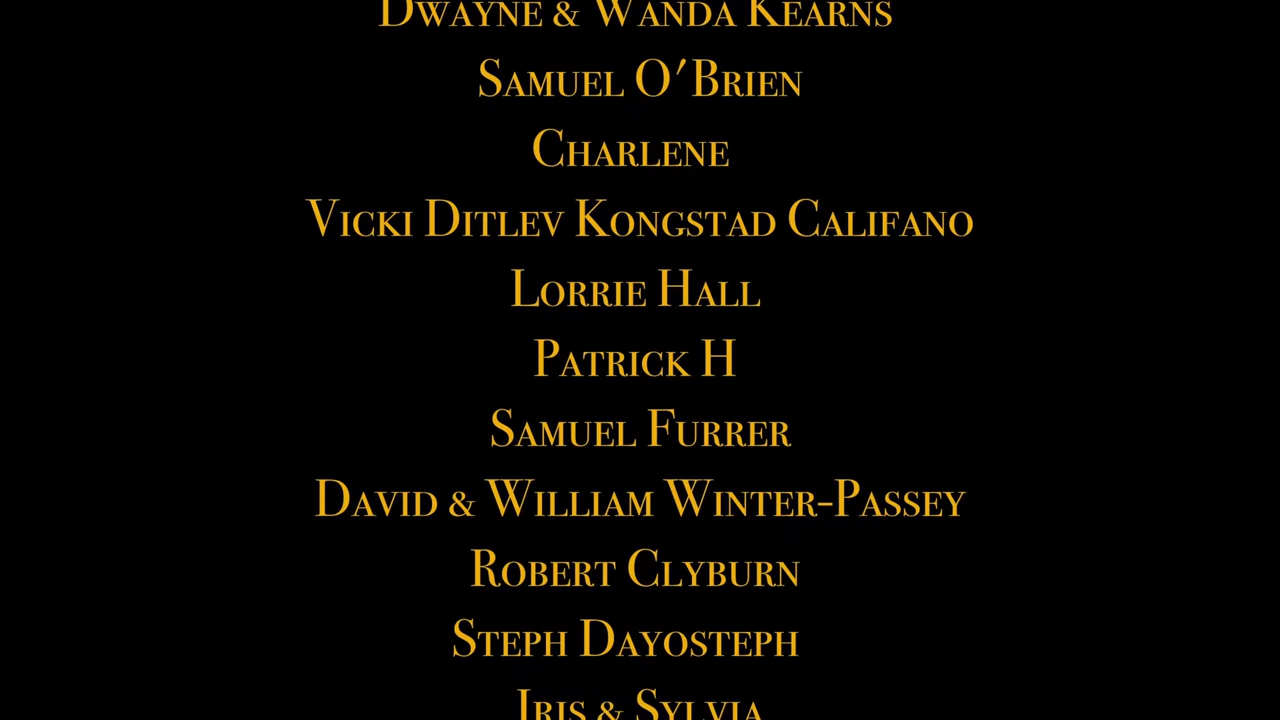 Dwayne & Wanda Kearns
Samuel O'Brien
Charlene
Vicki Ditlev Kongstad Califano
Lorrie Hall
Patrick H
Samuel Furrer
David & William Winter-Passey
Robert Clyburn
Steph Dayosteph
Iris & Sylvia